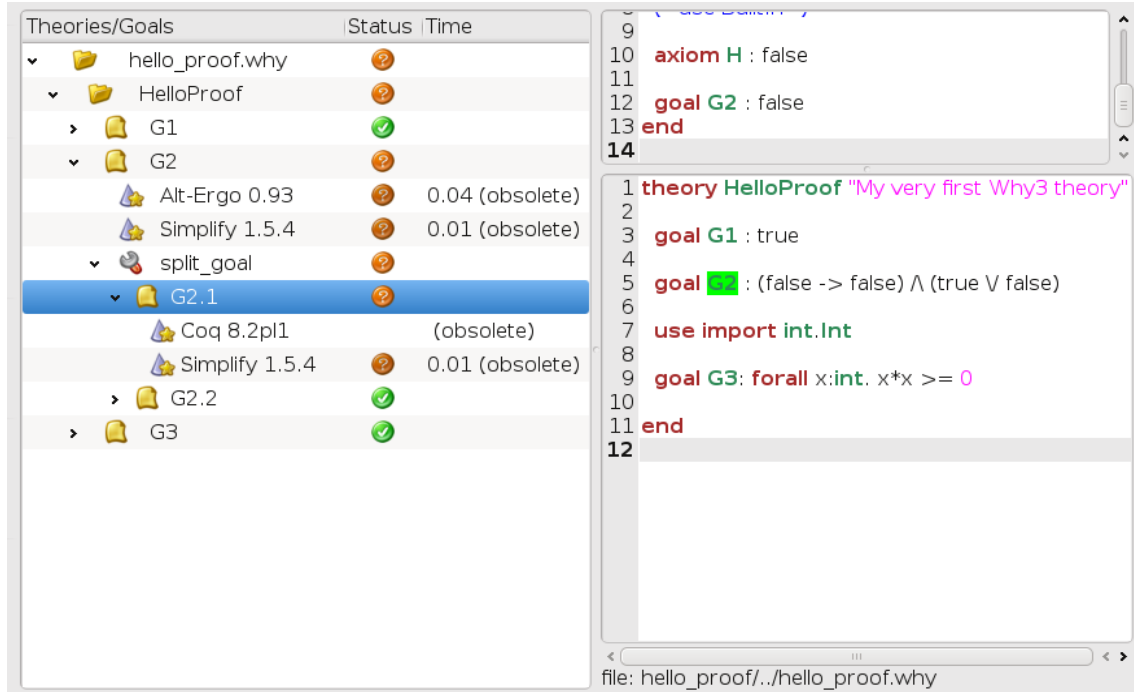 Theories/Goals Status Time
hello_proof.why
HelloProof
G1
G2
Alt-Ergo 0.93 0.04 (obsolete)
Simplify 1.5.4 0.01 (obsolete)
split_goal
G2.1
Coq 8.2pl1 (obsolete)
Simplify 1.5.4 0.01 (obsolete)
G2.2
G3
9
10 axiom H : false
11
12 goal G2 : false
13 end
14
1 theory HelloProof "My very first Why3 theory"
2
3 goal G1 : true
4
5 goal G2 : (false -> false) /\ (true \/ false)
6
7 use import int.Int
8
9 goal G3: forall x:int. x*x >= 0
10
11 end
12
file: hello_proof/../hello_proof.why